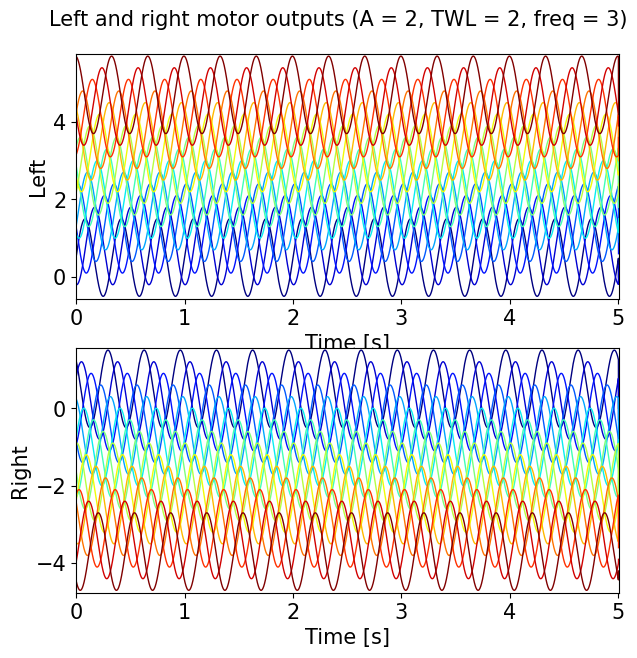 Left and right motor outputs (A = 2, TWL = 2, freq = 3)
4
2
0
Left
0 1 2 3 4 5
Time [s]
0
−2
−4
Right
0 1 2 3 4 5
Time [s]